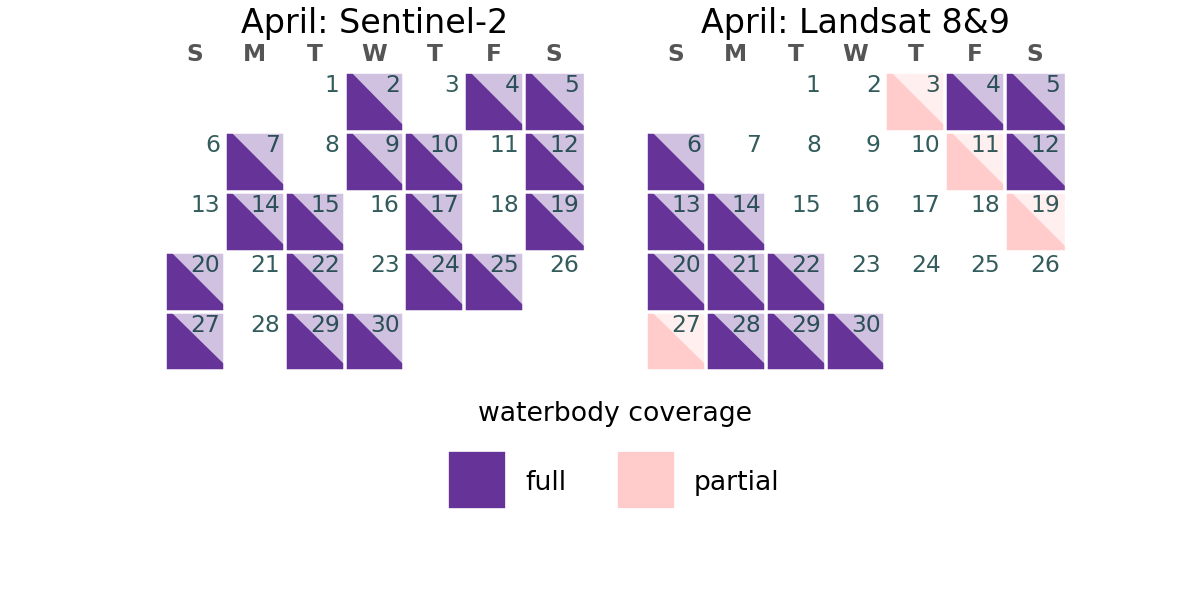 April: Sentinel-2
S M T W T F S
1 2 3 4 5
6 7 8 9 10 11 12
13 14 15 16 17 18 19
20 21 22 23 24 25 26
27 28 29 30
April: Landsat 8&9
S M T W T F S
1 2 3 4 5
6 7 8 9 10 11 12
13 14 15 16 17 18 19
20 21 22 23 24 25 26
27 28 29 30
waterbody coverage
full
partial